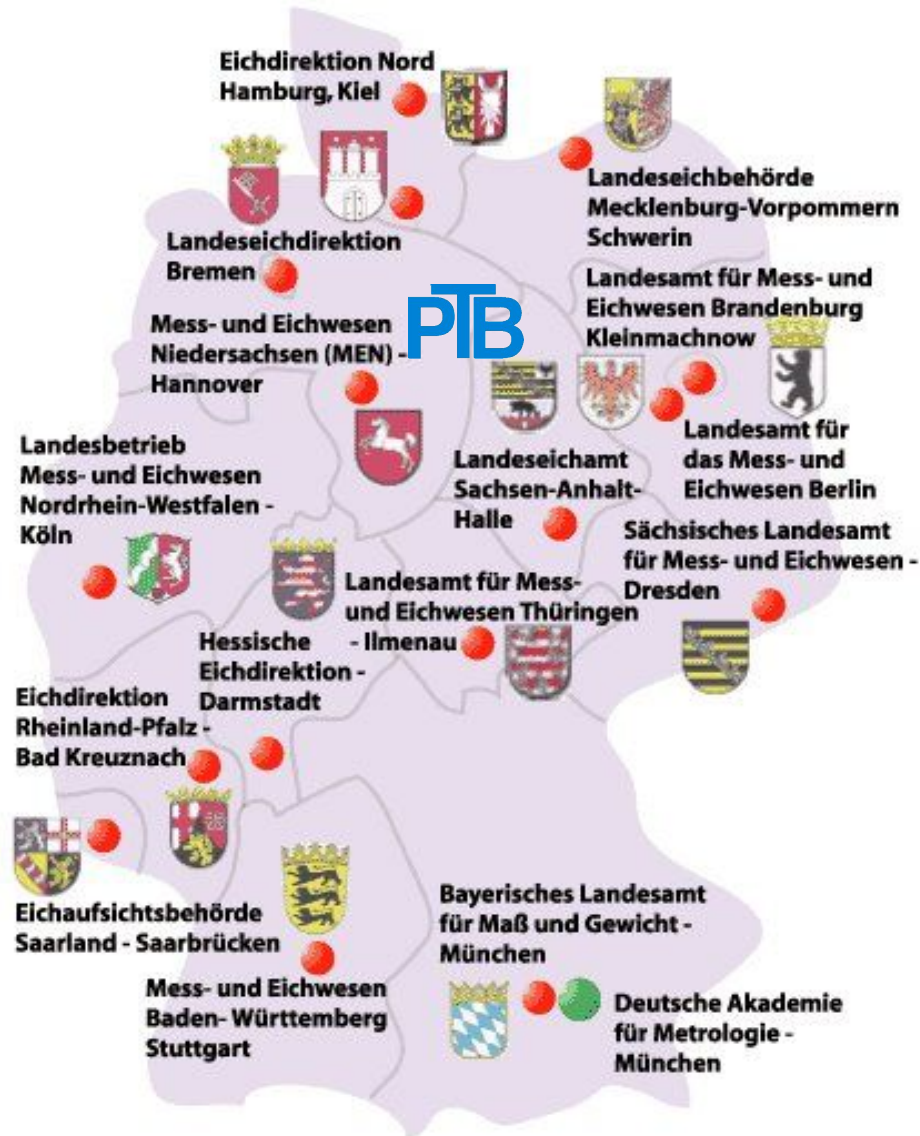 Eichdirektion Nord
Hamburg, Kiel
Landeseichbehörde
Mecklenburg-Vorpommern
Schwerin
Landeseichdirektion
Bremen
Landesamt für Mess- und
Eichwesen Brandenburg
Kleinmachnow
PTB
Mess- und Eichwesen
Niedersachsen (MEN) -
Hannover
Landesamt für
das Mess- und
Eichwesen Berlin
Landesbetrieb
Mess- und Eichwesen
Nordrhein-Westfalen -
Köln
Landeseichamt
Sachsen-Anhalt-
Halle
Sächsisches Landesamt
für Mess- und Eichwesen -
Dresden
Landesamt für Mess-
und Eichwesen Thüringen
- Ilmenau
Hessische
Eichdirektion -
Darmstadt
Eichdirektion
Rheinland-Pfalz -
Bad Kreuznach
Eichaufsichtsbehörde
Saarland - Saarbrücken
Mess- und Eichwesen
Baden- Württemberg
Stuttgart
Bayerisches Landesamt
für Maß und Gewicht -
München
Deutsche Akademie
für Metrologie -
München